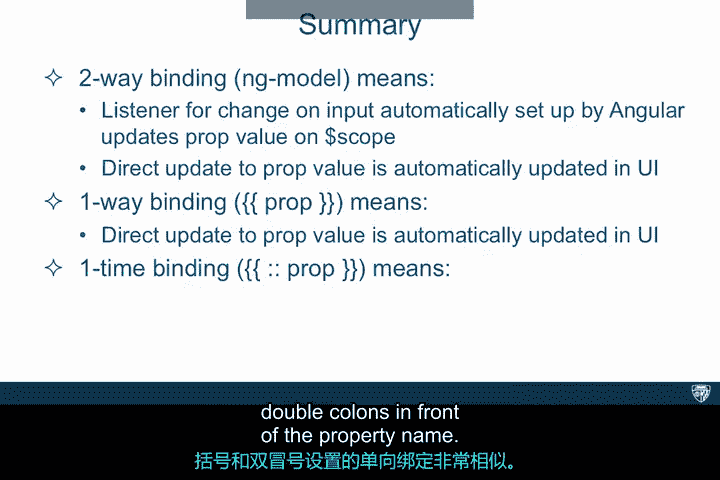 Summary
✧ 2-way binding (ng-model) means:
• Listener for change on input automatically set up by Angular
updates prop value on $scope
• Direct update to prop value is automatically updated in UI
✧ 1-way binding ({{ prop }}) means:
• Direct update to prop value is automatically updated in UI
✧ 1-time binding ({{ :: prop }}) means:
double colons in front
of the property name.
括号和双冒号设置的单向绑定非常相似。